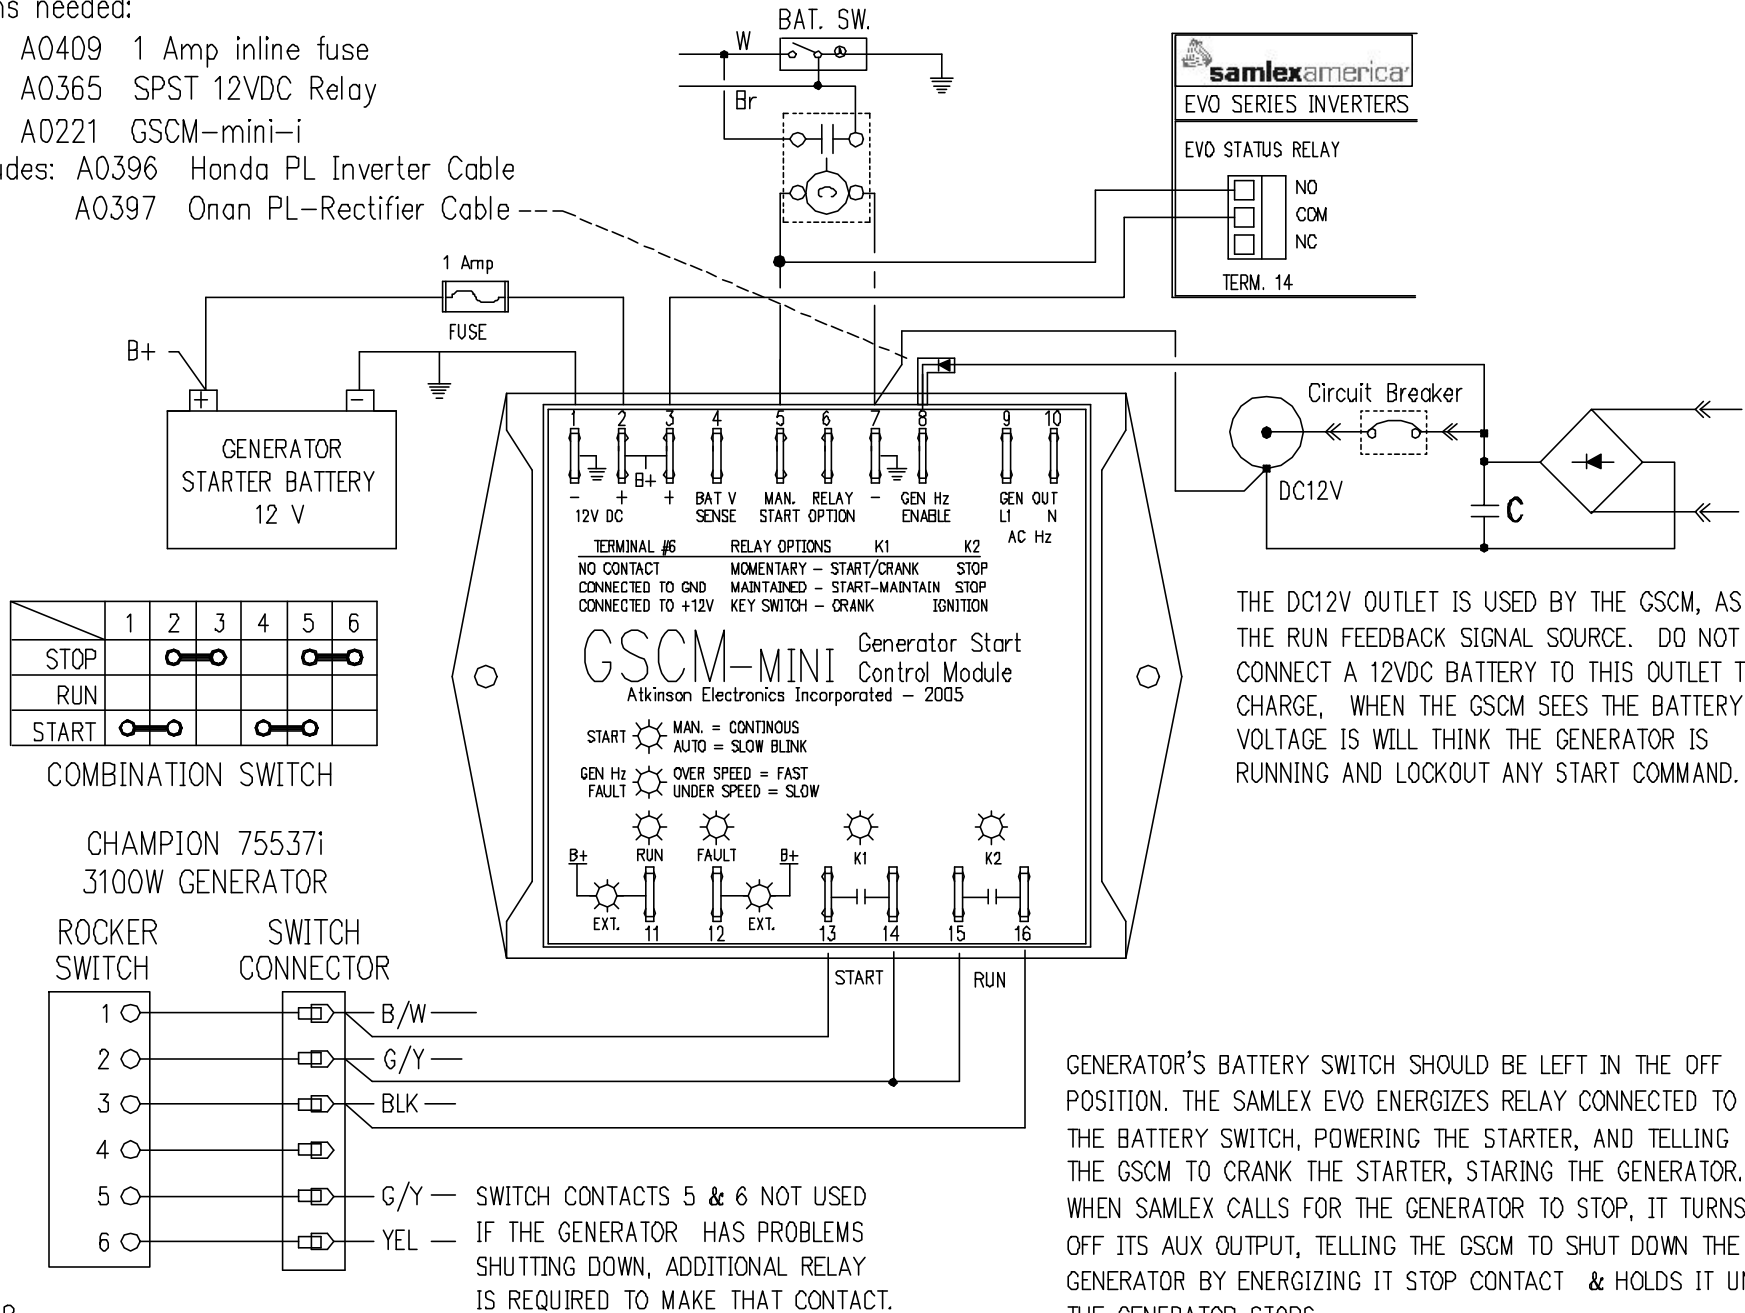 ns needed:
A0409 1 Amp inline fuse
A0365 SPST 12VDC Relay
A0221 GSCM-mini-i
udes: A0396 Honda PL Inverter Cable
A0397 Onan PL-Rectifier Cable
BAT. SW.
W
Br
samlexamerica
EVO SERIES INVERTERS
EVO STATUS RELAY
NO
COM
NC
TERM. 14
1 Amp
FUSE
B+
+ -
GENERATOR
STARTER BATTERY
12 V
Circuit Breaker
DC12V
C
1 2 3 4 5 6 7 8 9 10
B+
- + + BAT V MAN. RELAY - GEN Hz GEN OUT
12V DC SENSE START OPTION ENABLE L1 N
AC Hz
TERMINAL #6 RELAY OPTIONS K1 K2
NO CONTACT MOMENTARY - START/CRANK STOP
CONNECTED TO GND MAINTAINED - START-MAINTAIN STOP
CONNECTED TO +12V KEY SWITCH - CRANK IGNITION
GSCM-MINI Generator Start
Control Module
Atkinson Electronics Incorporated - 2005
START MAN. = CONTINOUS
AUTO = SLOW BLINK
GEN Hz OVER SPEED = FAST
FAULT UNDER SPEED = SLOW
B+ RUN FAULT B+ K1 K2
EXT. EXT.
11 12 13 14 15 16
START RUN
1 2 3 4 5 6
STOP
RUN
START
COMBINATION SWITCH
CHAMPION 75537i
3100W GENERATOR
ROCKER SWITCH
SWITCH CONNECTOR
1 B/W
2 G/Y
3 BLK
4
5 G/Y
6 YEL
SWITCH CONTACTS 5 & 6 NOT USED
IF THE GENERATOR HAS PROBLEMS
SHUTTING DOWN, ADDITIONAL RELAY
IS REQUIRED TO MAKE THAT CONTACT.
THE DC12V OUTLET IS USED BY THE GSCM, AS
THE RUN FEEDBACK SIGNAL SOURCE. DO NOT
CONNECT A 12VDC BATTERY TO THIS OUTLET T
CHARGE, WHEN THE GSCM SEES THE BATTERY
VOLTAGE IS WILL THINK THE GENERATOR IS
RUNNING AND LOCKOUT ANY START COMMAND.
GENERATOR'S BATTERY SWITCH SHOULD BE LEFT IN THE OFF
POSITION. THE SAMLEX EVO ENERGIZES RELAY CONNECTED TO
THE BATTERY SWITCH, POWERING THE STARTER, AND TELLING
THE GSCM TO CRANK THE STARTER, STARING THE GENERATOR.
WHEN SAMLEX CALLS FOR THE GENERATOR TO STOP, IT TURNS
OFF ITS AUX OUTPUT, TELLING THE GSCM TO SHUT DOWN THE
GENERATOR BY ENERGIZING IT STOP CONTACT & HOLDS IT UN
THE GENERATOR STOPS